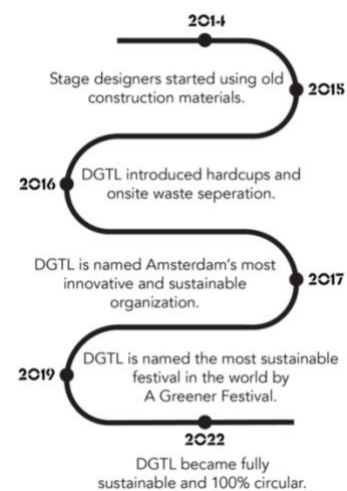 2014
Stage designers started using old
construction materials.
2015
2016
DGTL introduced hardcups and
onsite waste seperation.
DGTL is named Amsterdam's most
innovative and sustainable
organization.
2017
2019
DGTL is named the most sustainable
festival in the world by
A Greener Festival.
2022
DGTL became fully
sustainable and 100% circular.